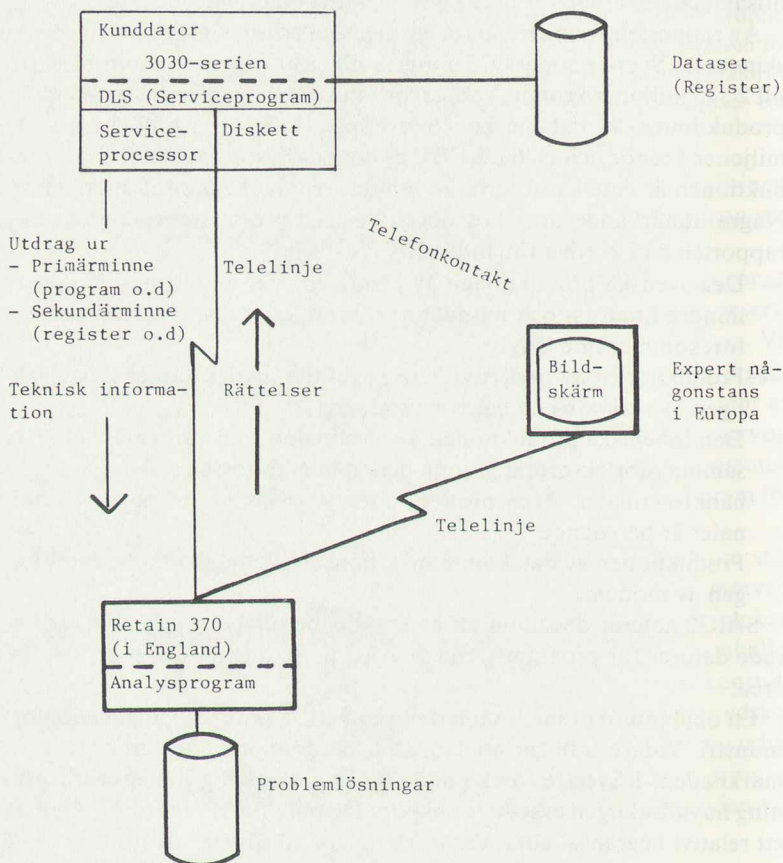 Kunddator
3030-serien
DLS (Serviceprogram)
Service-
processor
Diskett
Dataset
(Register)
Utdrag ur
- Primärminne
(program o.d)
- Sekundärminne
(register o.d)
Telelinje
Telefonkontakt
Teknisk informa-
tion
Rättelser
Bild-
skärm
Expert nå-
gonstans
i Europa
Telelinje
Retain 370
(i England)
Analysprogram
Problemlösningar